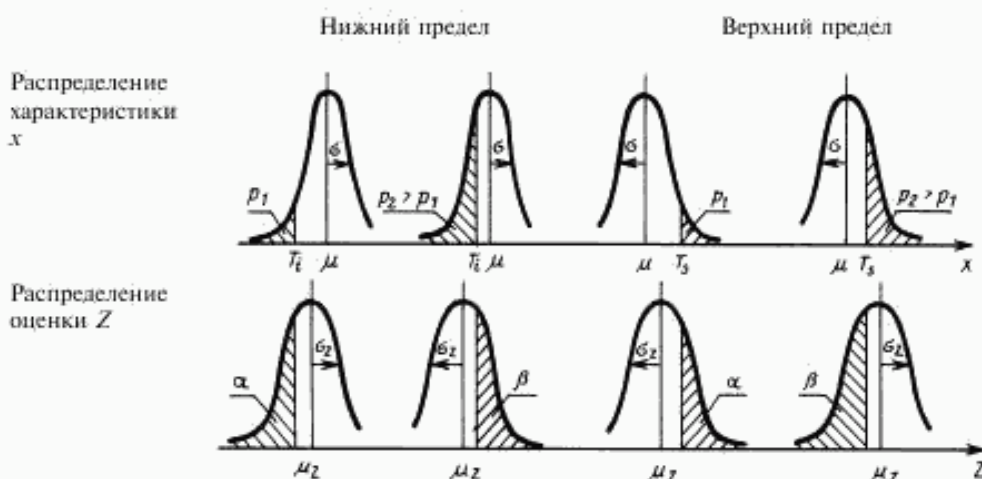 Нижний предел Верхний предел
Распределение
характеристики
x
σ σ σ σ
p₁ p₂ > p₁ p₁ p₂ > p₁
Tᵢ μ Tᵢ μ μ Tₛ μ Tₛ x
Распределение
оценки Z
σz σz σz σz
α β α β
μz μz μz μz Z